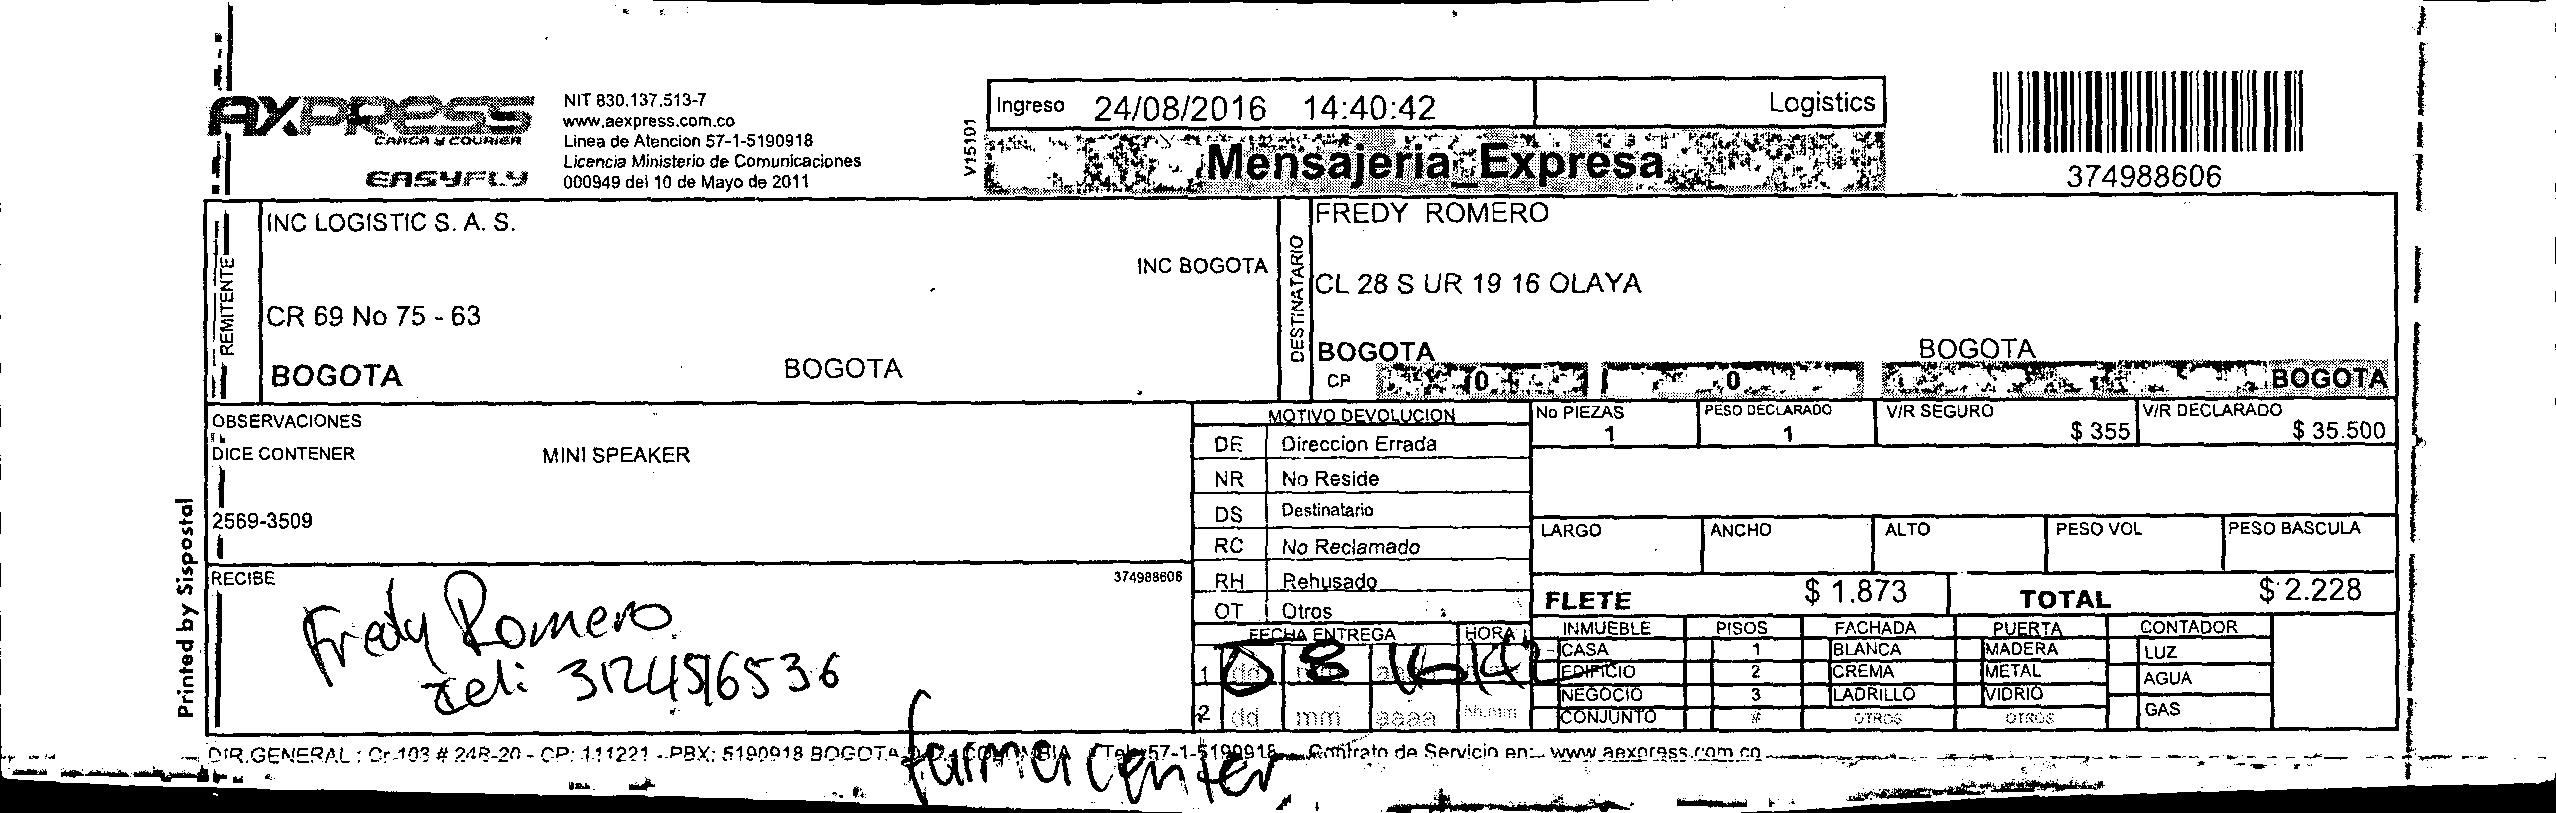 AXPRESS
CARGA Y COURIER
EASYFLY
NIT 830.137.513-7
www.aexpress.com.co
Linea de Atencion 57-1-5190918
Licencia Ministerio de Comunicaciones
000949 del 10 de Mayo de 2011
V15101
Ingreso 24/08/2016 14:40:42 Logistics
Mensajeria_Expresa
374988606
REMITENTE
INC LOGISTIC S. A. S.
INC BOGOTA
CR 69 No 75 - 63
BOGOTA BOGOTA
DESTINATARIO
FREDY ROMERO
CL 28 S UR 19 16 OLAYA
BOGOTA BOGOTA
CP 0 0 BOGOTA
OBSERVACIONES
DICE CONTENER MINI SPEAKER
2569-3509
MOTIVO DEVOLUCION
DE Direccion Errada
NR No Reside
DS Destinatario
RC No Reclamado
RH Rehusado
OT Otros
No PIEZAS PESO DECLARADO V/R SEGURO V/R DECLARADO
1 1 $ 355 $ 35.500
LARGO ANCHO ALTO PESO VOL PESO BASCULA
FLETE $ 1.873 TOTAL $ 2.228
RECIBE 374988606
Fredy Romero
cel: 3124516536
farma center
FECHA ENTREGA HORA
1 dd
2 dd mm aaaa hh:mm
INMUEBLE PISOS FACHADA PUERTA CONTADOR
CASA 1 BLANCA MADERA LUZ
EDIFICIO 2 CREMA METAL AGUA
NEGOCIO 3 LADRILLO VIDRIO GAS
CONJUNTO # OTROS OTROS
Printed by Sispostal
DIR.GENERAL : Cr 103 # 24B-20 - CP: 111221 - PBX: 5190918 BOGOTA COLOMBIA Tel: 57-1-5190918 Contrato de Servicio en: www.aexpress.com.co